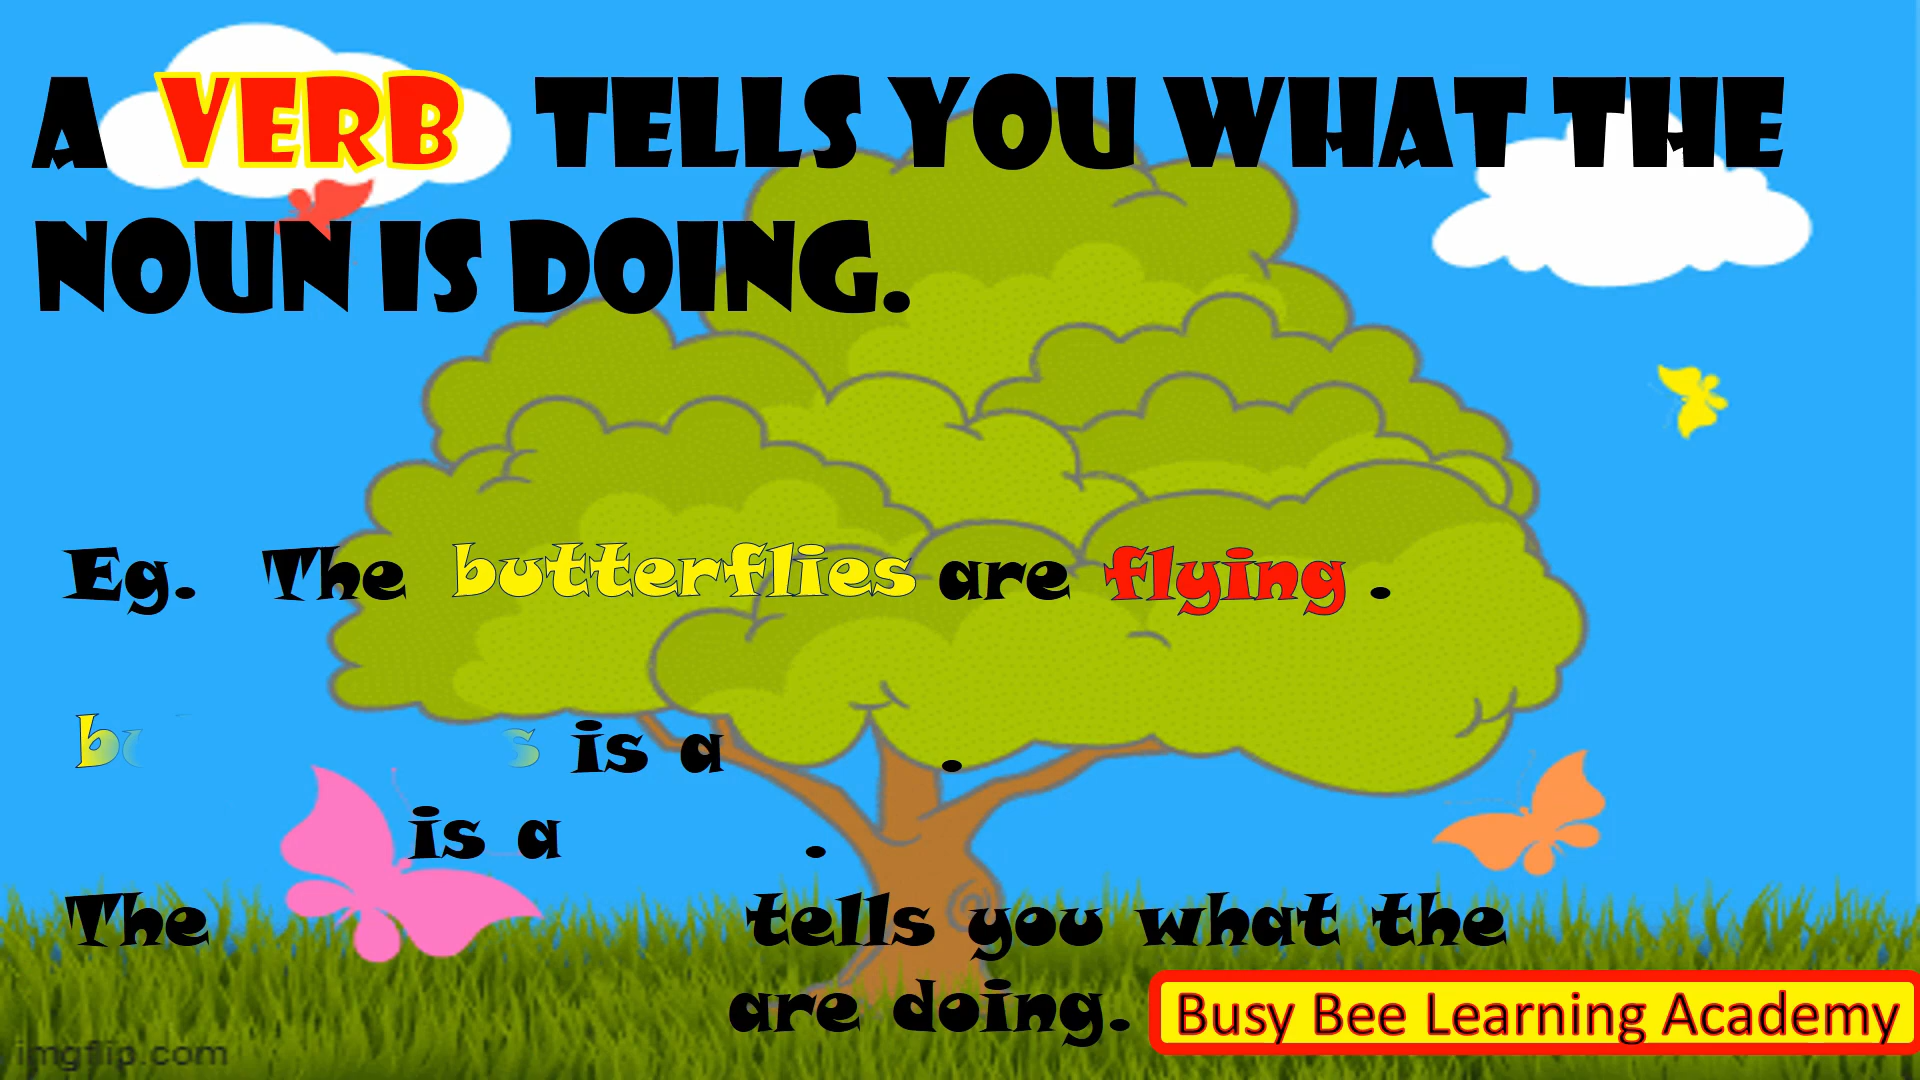 A VERB TELLS YOU WHAT THE
NOUN IS DOING.
Eg. The butterflies are flying .
is a .
is a .
The tells you what the
are doing.
Busy Bee Learning Academy
imgflip.com